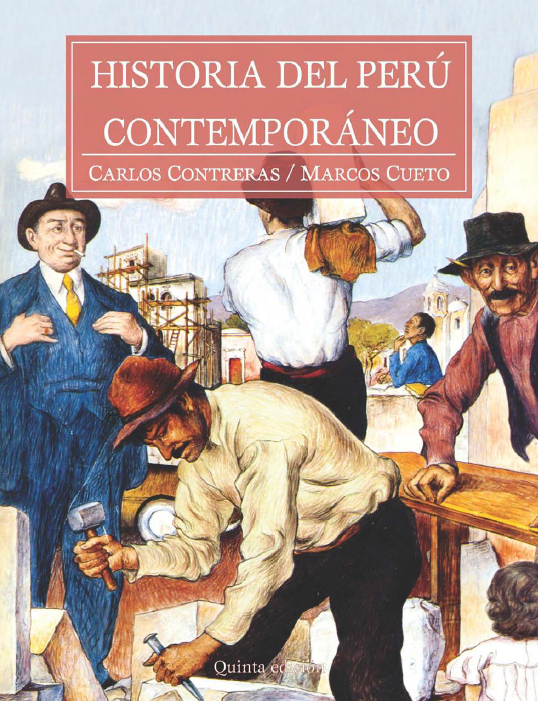 HISTORIA DEL PERÚ
CONTEMPORÁNEO
CARLOS CONTRERAS / MARCOS CUETO
Quinta edición